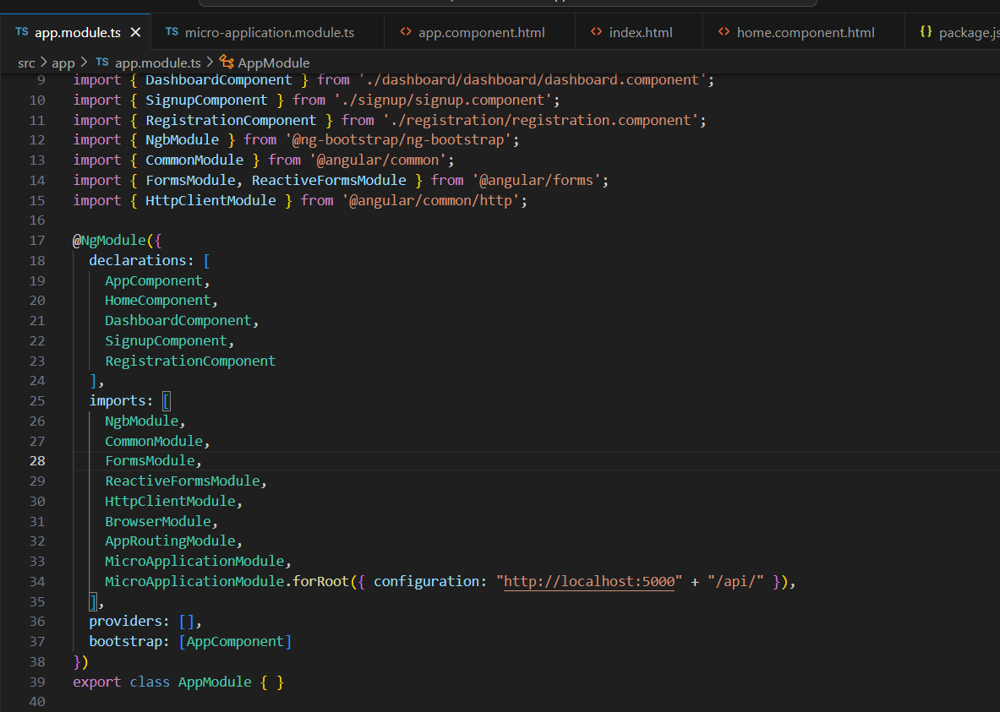 TS app.module.ts × TS micro-application.module.ts <> app.component.html <> index.html <> home.component.html {} package.js
src > app > TS app.module.ts > AppModule
9 import { DashboardComponent } from './dashboard/dashboard/dashboard.component';
10 import { SignupComponent } from './signup/signup.component';
11 import { RegistrationComponent } from './registration/registration.component';
12 import { NgbModule } from '@ng-bootstrap/ng-bootstrap';
13 import { CommonModule } from '@angular/common';
14 import { FormsModule, ReactiveFormsModule } from '@angular/forms';
15 import { HttpClientModule } from '@angular/common/http';
16
17 @NgModule({
18 declarations: [
19 AppComponent,
20 HomeComponent,
21 DashboardComponent,
22 SignupComponent,
23 RegistrationComponent
24 ],
25 imports: [
26 NgbModule,
27 CommonModule,
28 FormsModule,
29 ReactiveFormsModule,
30 HttpClientModule,
31 BrowserModule,
32 AppRoutingModule,
33 MicroApplicationModule,
34 MicroApplicationModule.forRoot({ configuration: "http://localhost:5000" + "/api/" }),
35 ],
36 providers: [],
37 bootstrap: [AppComponent]
38 })
39 export class AppModule { }
40